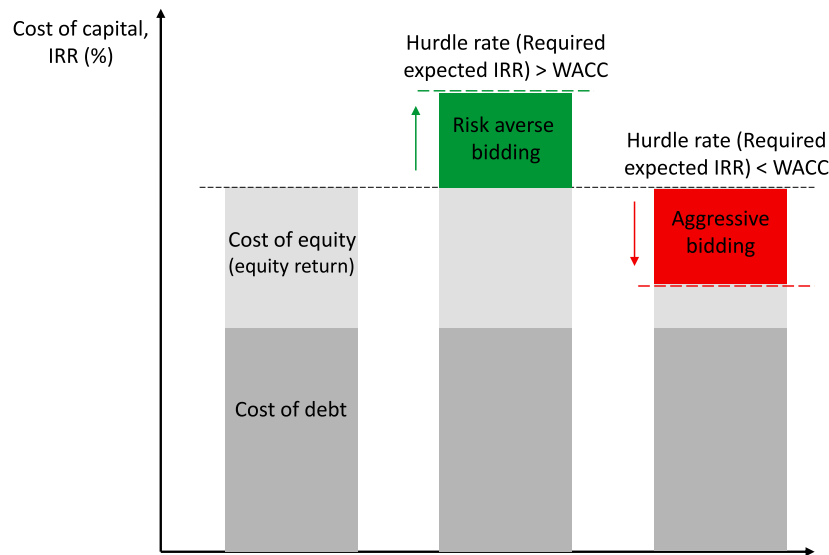 Cost of capital,
IRR (%)
Hurdle rate (Required
expected IRR) > WACC
Risk averse
bidding
Hurdle rate (Required
expected IRR) < WACC
Aggressive
bidding
Cost of equity
(equity return)
Cost of debt